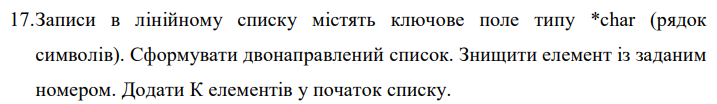 17.Записи в лінійному списку містять ключове поле типу *char (рядок
символів). Сформувати двонаправлений список. Знищити елемент із заданим
номером. Додати К елементів у початок списку.